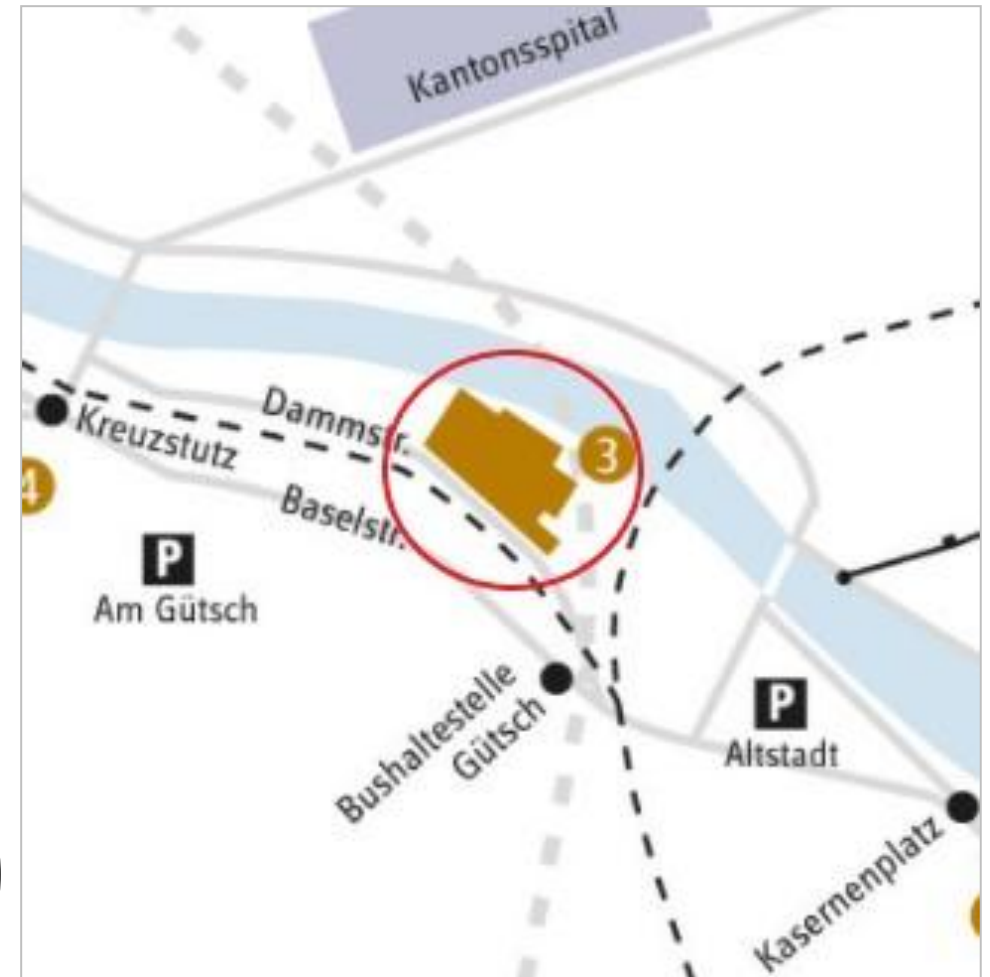 Kantonsspital
Dammstr.
3
Kreuzstutz
4
Baselstr.
P
Am Gütsch
Bushaltestelle
Gütsch
P
Altstadt
Kasernenplatz